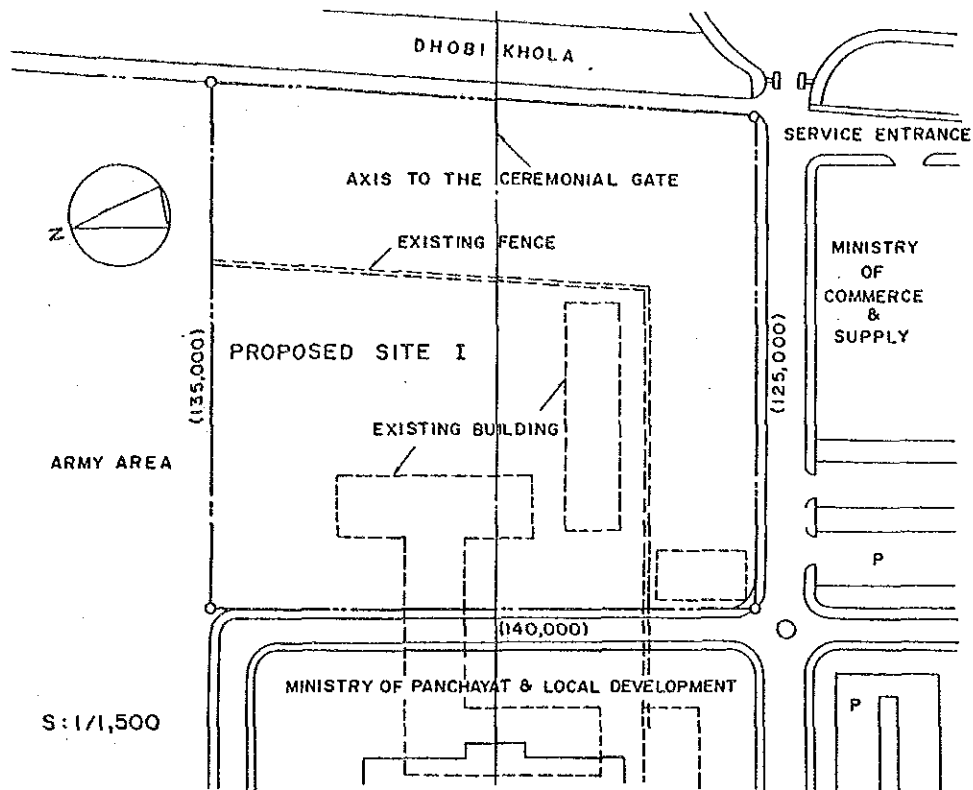 DHOBI KHOLA
SERVICE ENTRANCE
AXIS TO THE CEREMONIAL GATE
N
EXISTING FENCE
MINISTRY
OF
COMMERCE
&
SUPPLY
PROPOSED SITE I
(135,000)
(125,000)
EXISTING BUILDING
ARMY AREA
P
(140,000)
MINISTRY OF PANCHAYAT & LOCAL DEVELOPMENT
P
S:1/1,500